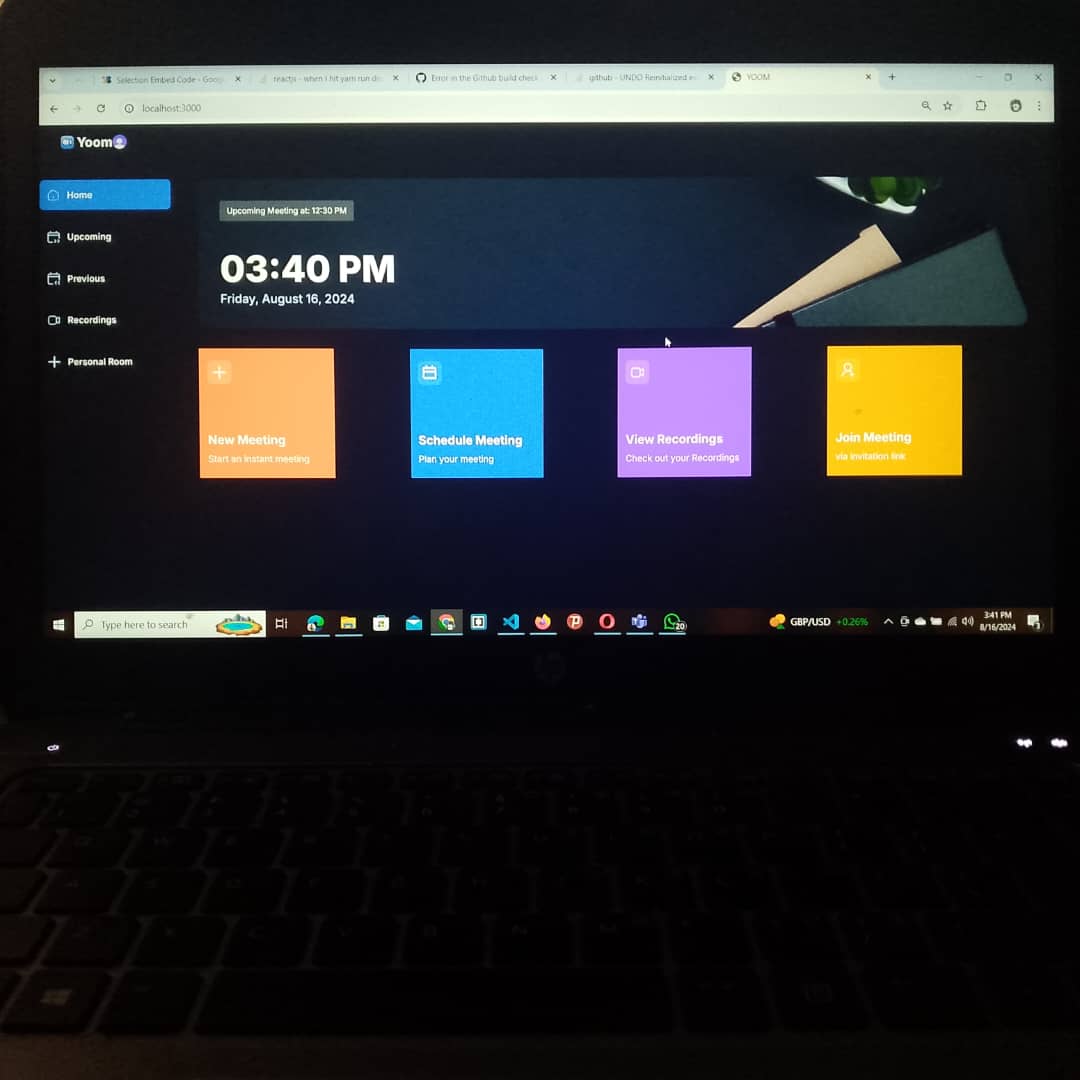 Selection Embed Code - Goog
reactjs - when i hit yarn run
Error in the Github build check
github - UNDO Reinitialized
YOOM
localhost:3000
Yoom
Home
Upcoming
Previous
Recordings
Personal Room
Upcoming Meeting at: 12:30 PM
03:40 PM
Friday, August 16, 2024
New Meeting
Start an instant meeting
Schedule Meeting
Plan your meeting
View Recordings
Check out your Recordings
Join Meeting
via invitation link
Type here to search
20
GBP/USD +0.26%
3:41 PM
8/16/2024
3
hp